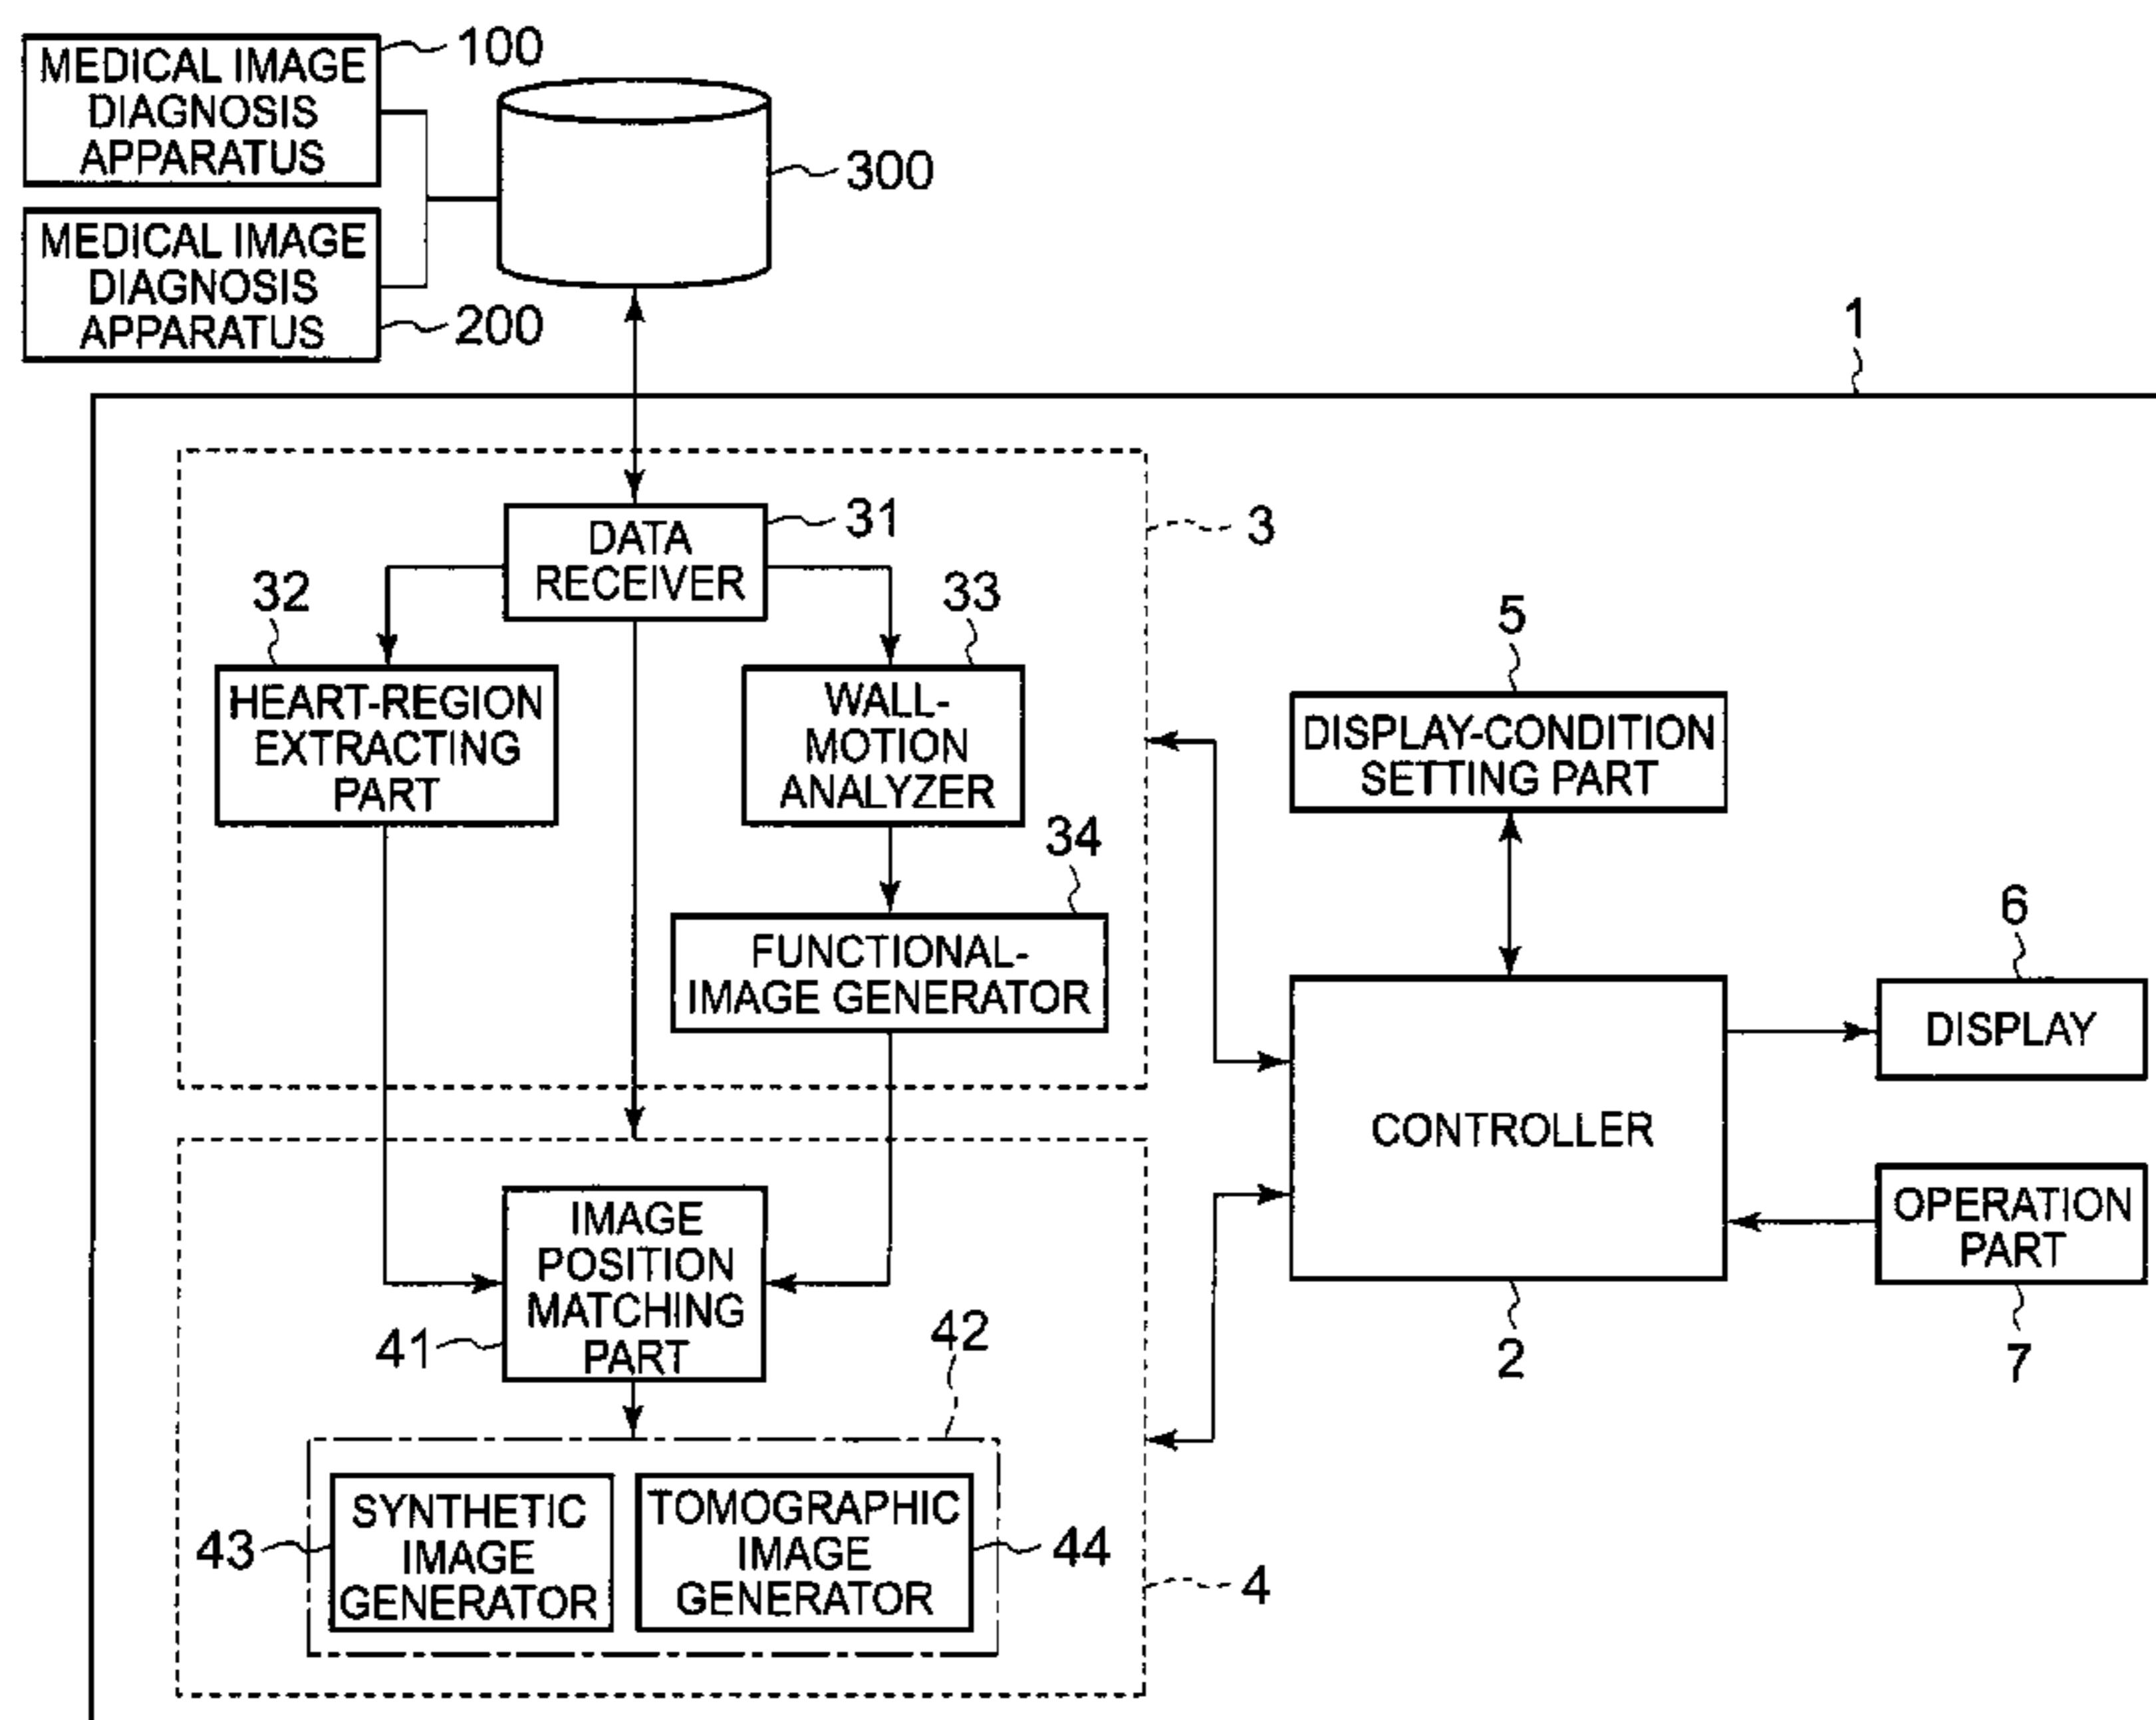 100
MEDICAL IMAGE
DIAGNOSIS
APPARATUS
300
MEDICAL IMAGE
DIAGNOSIS
APPARATUS
200
1
31
DATA
RECEIVER
3
32
33
HEART-REGION
EXTRACTING
PART
WALL-
MOTION
ANALYZER
5
DISPLAY-CONDITION
SETTING PART
34
FUNCTIONAL-
IMAGE GENERATOR
6
DISPLAY
CONTROLLER
2
OPERATION
PART
7
IMAGE
POSITION
MATCHING
PART
41
42
SYNTHETIC
IMAGE
GENERATOR
43
TOMOGRAPHIC
IMAGE
GENERATOR
44
4